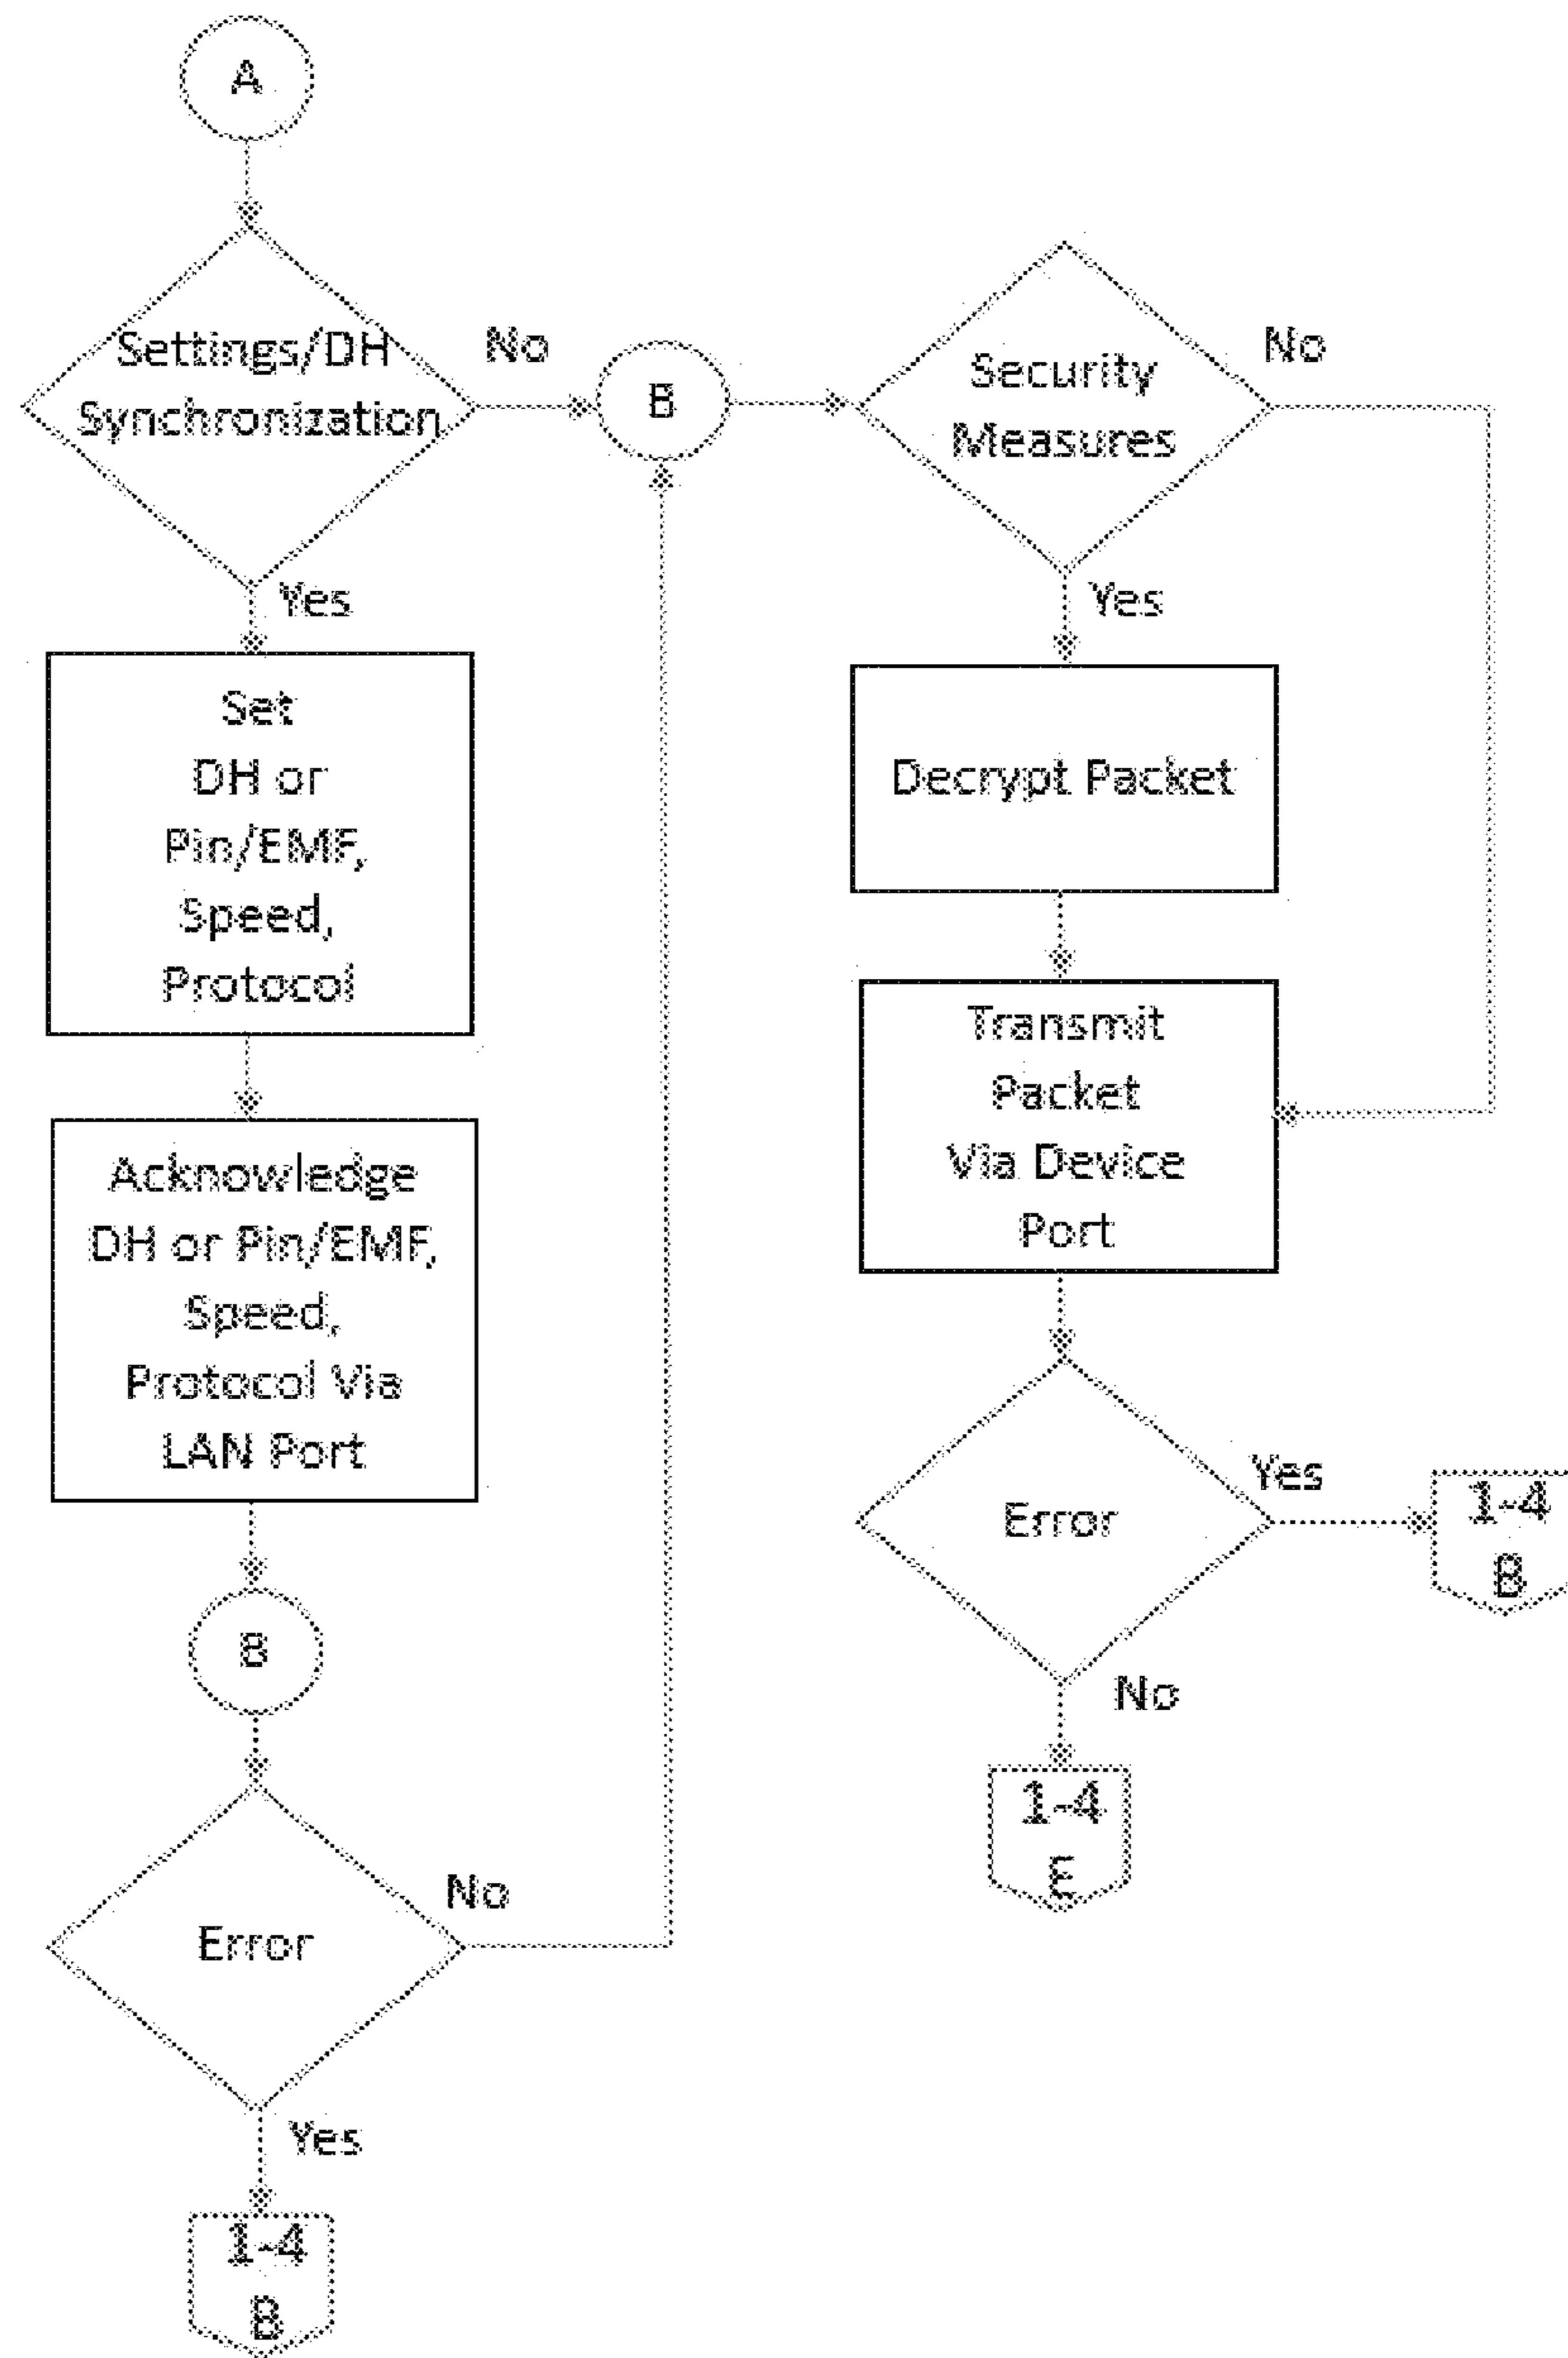 A
Settings/DH
Synchronization
No
Yes
Set
DH or
Pin/EMF,
Speed,
Protocol
Acknowledge
DH or Pin/EMF,
Speed,
Protocol Via
LAN Port
B
Error
No
Yes
1-4
B
B
Security
Measures
No
Yes
Decrypt Packet
Transmit
Packet
Via Device
Port
Error
Yes
1-4
B
No
1-4
E